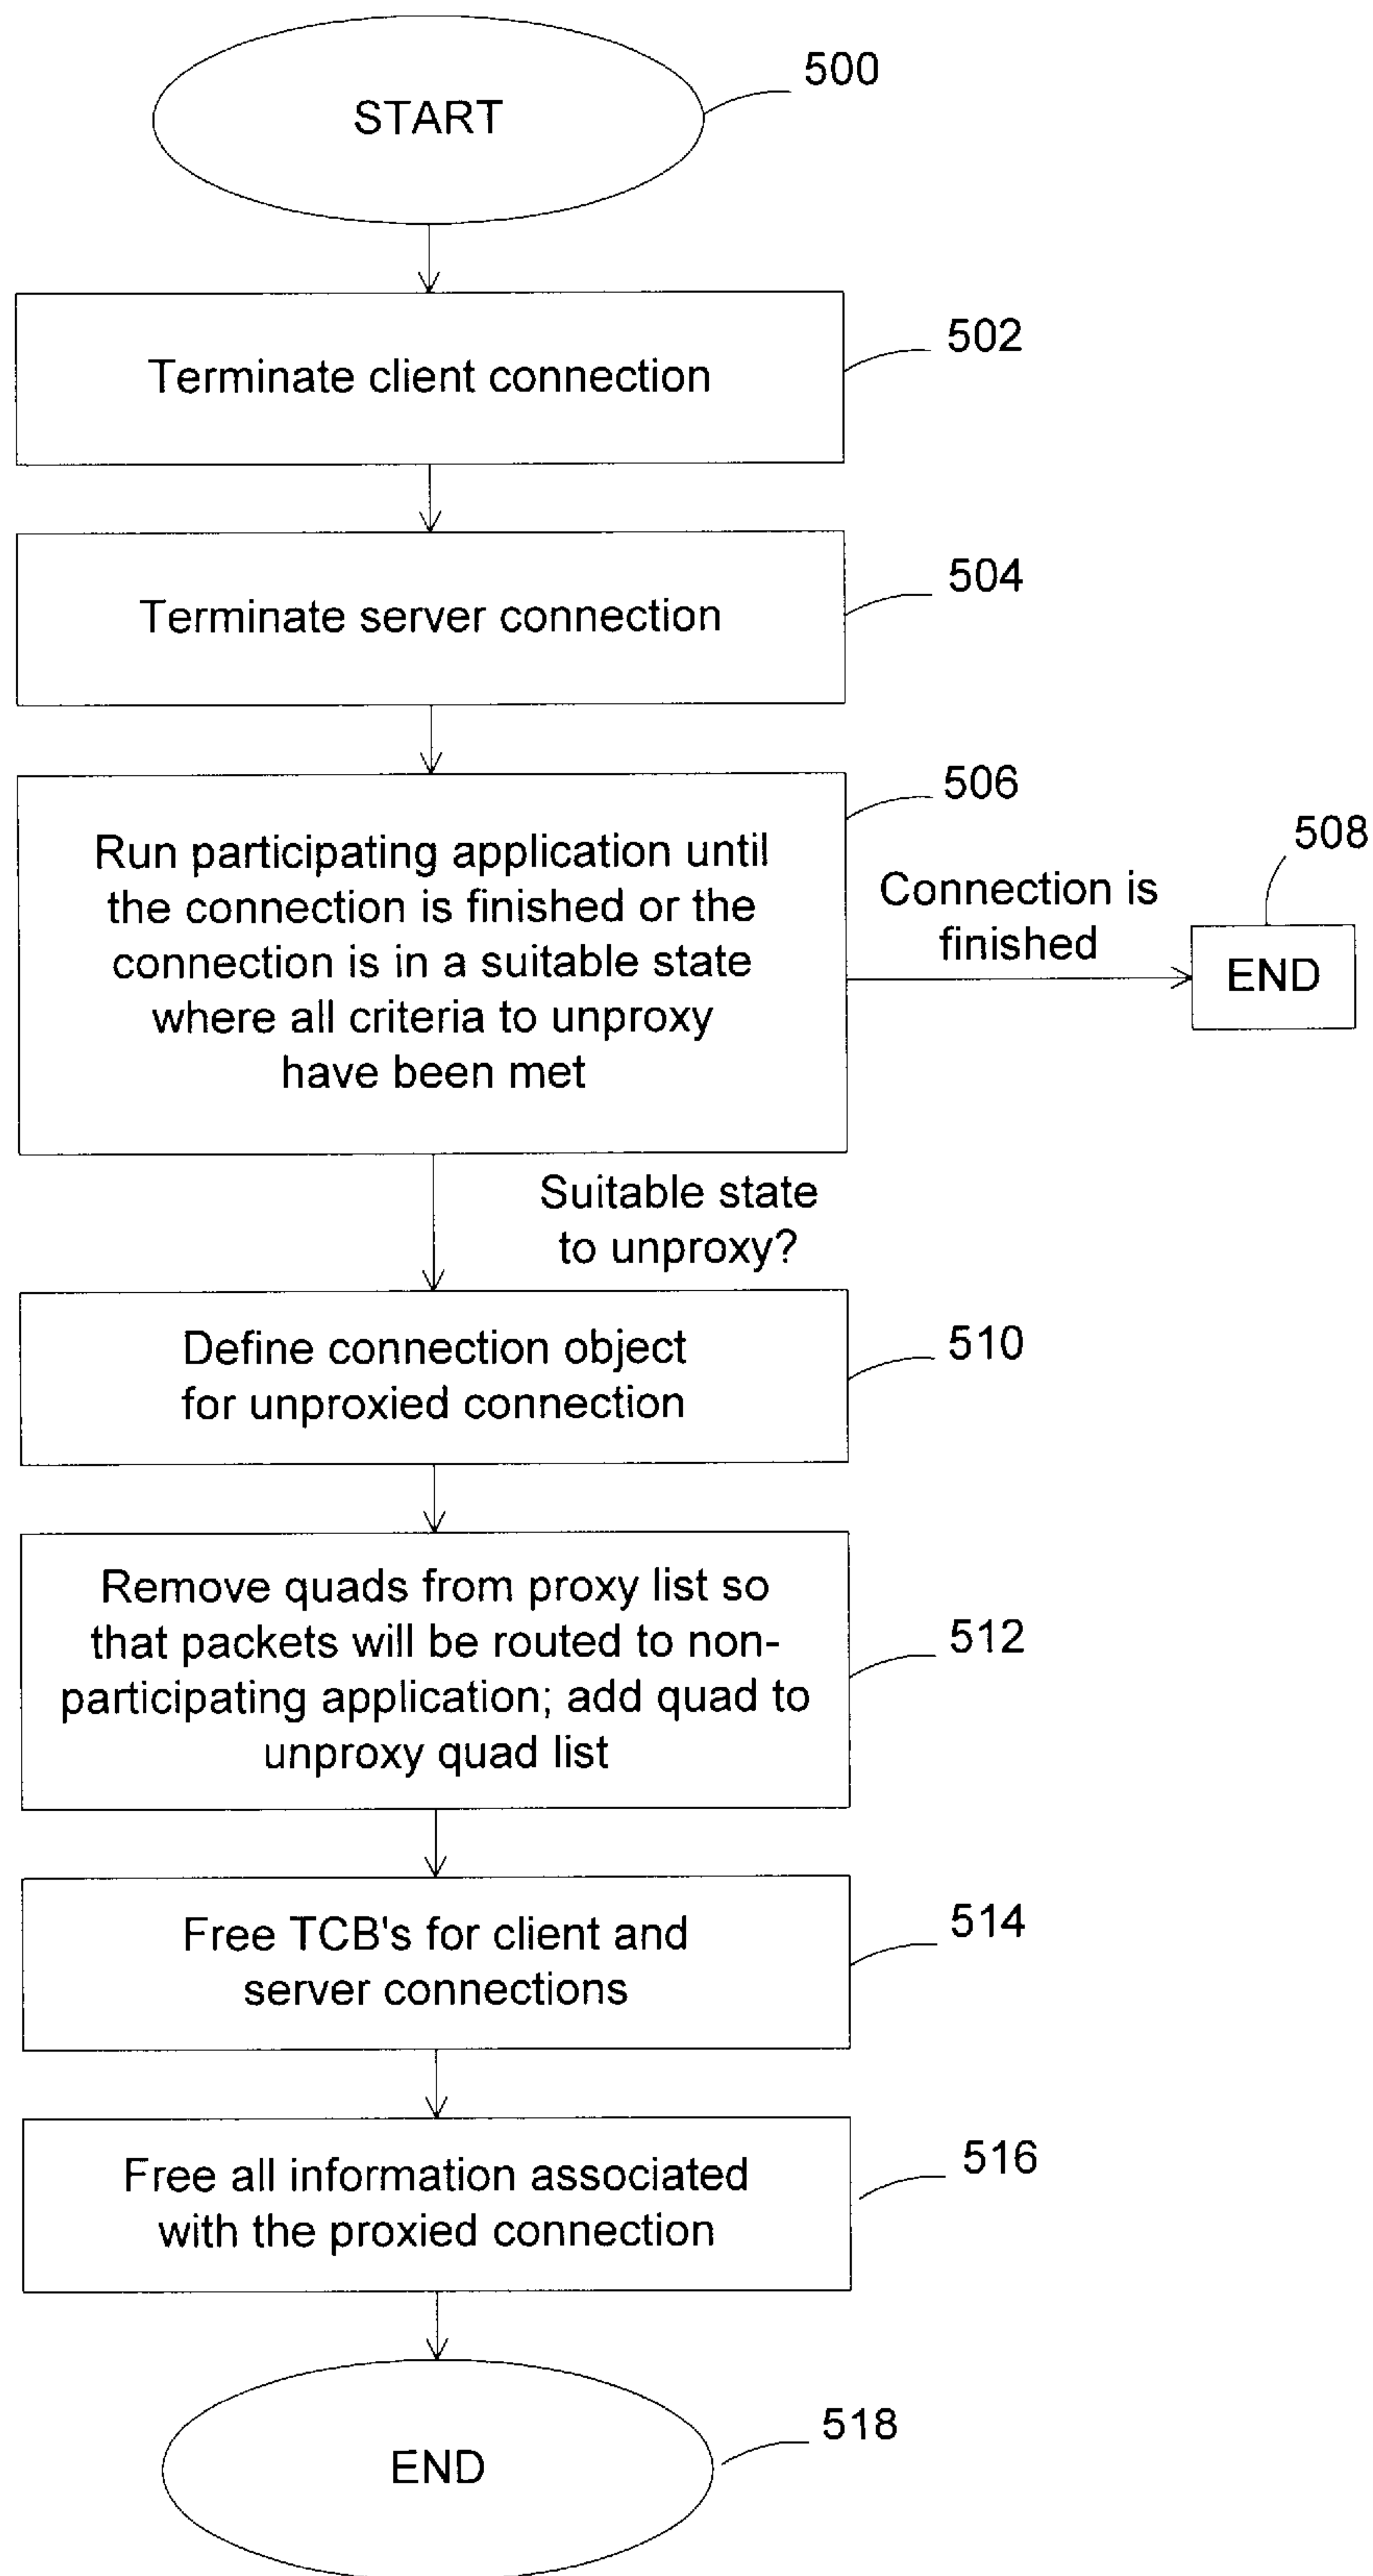 START
500
Terminate client connection
502
Terminate server connection
504
Run participating application until
the connection is finished or the
connection is in a suitable state
where all criteria to unproxy
have been met
506
Connection is
finished
508
END
Suitable state
to unproxy?
Define connection object
for unproxied connection
510
Remove quads from proxy list so
that packets will be routed to non-
participating application; add quad to
unproxy quad list
512
Free TCB's for client and
server connections
514
Free all information associated
with the proxied connection
516
END
518